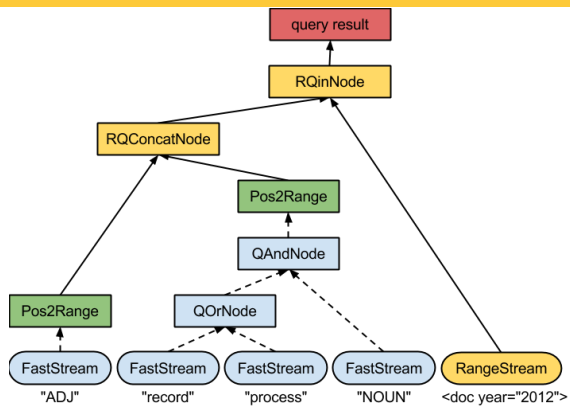 query result
RQinNode
RQConcatNode
Pos2Range
QAndNode
Pos2Range
QOrNode
FastStream
FastStream
FastStream
FastStream
RangeStream
"ADJ"
"record"
"process"
"NOUN"
<doc year="2012">